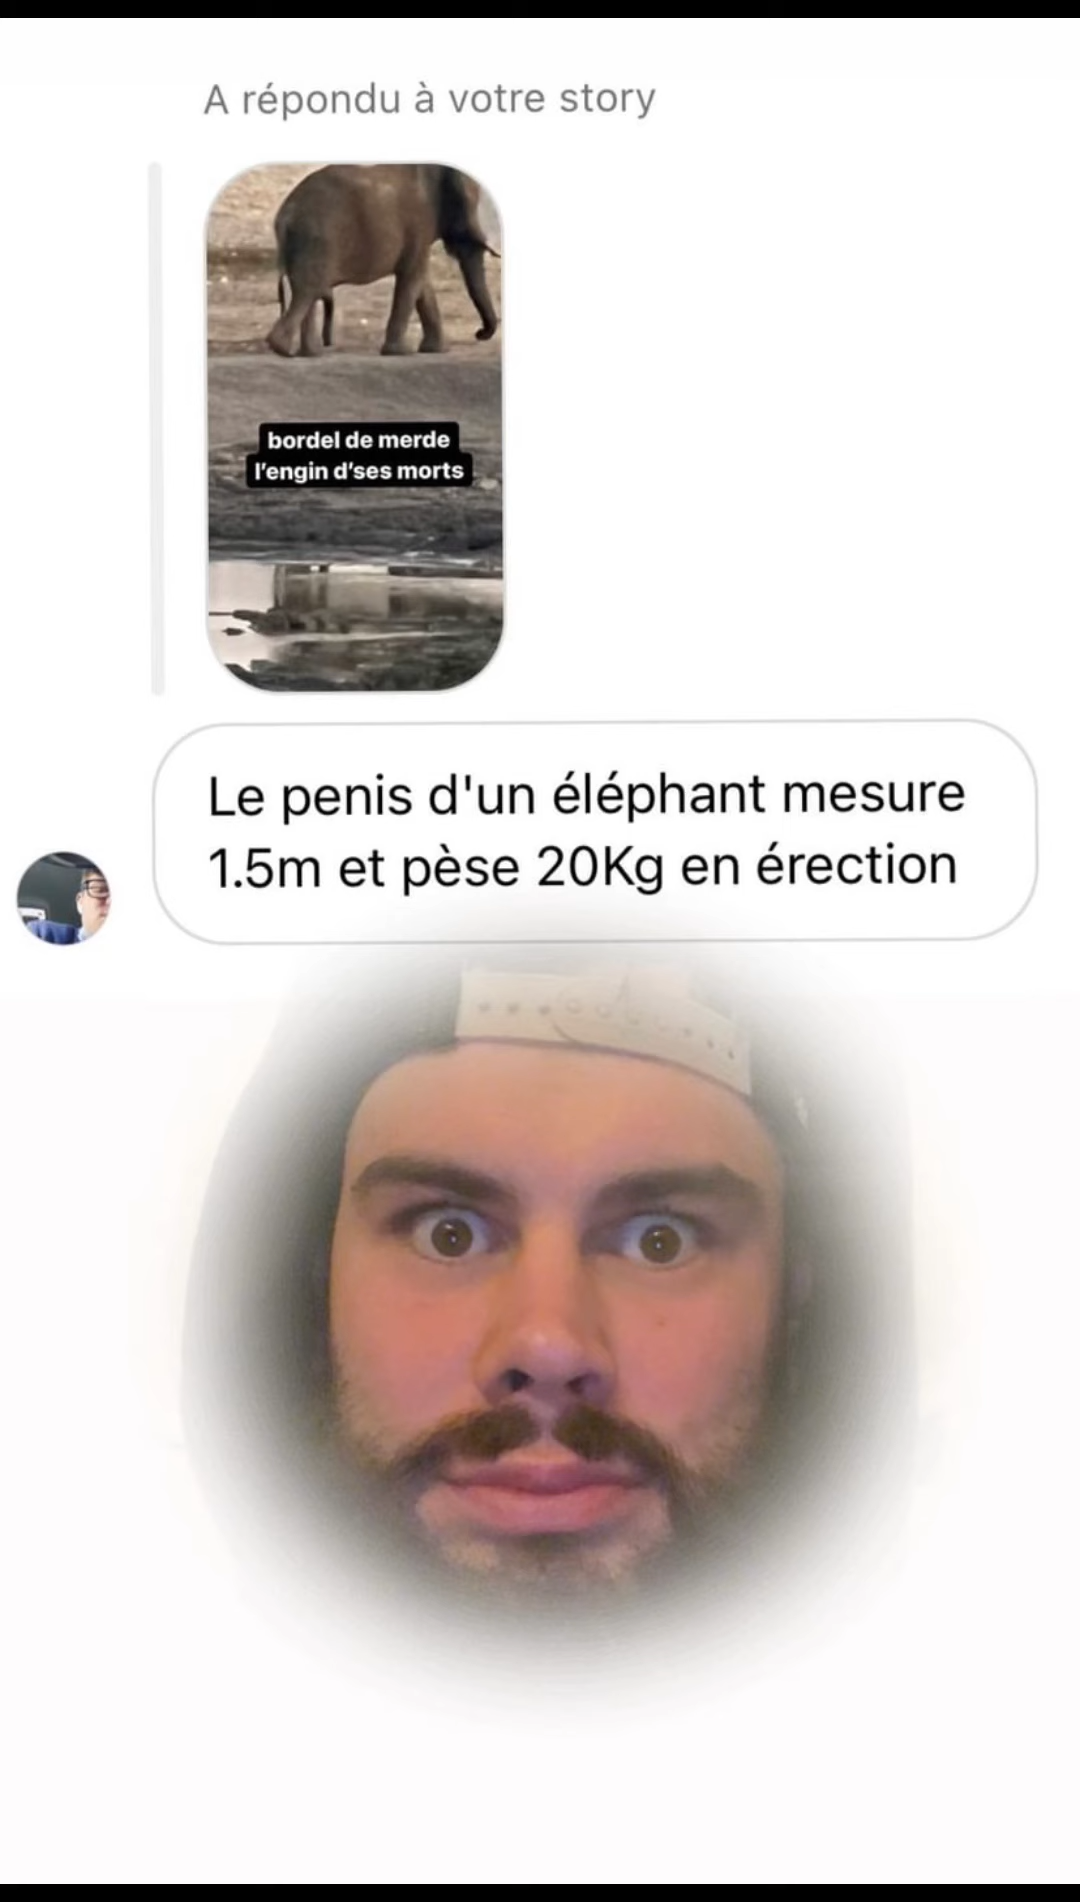 A répondu à votre story
bordel de merde
l'engin d'ses morts
Le penis d'un éléphant mesure
1.5m et pèse 20Kg en érection